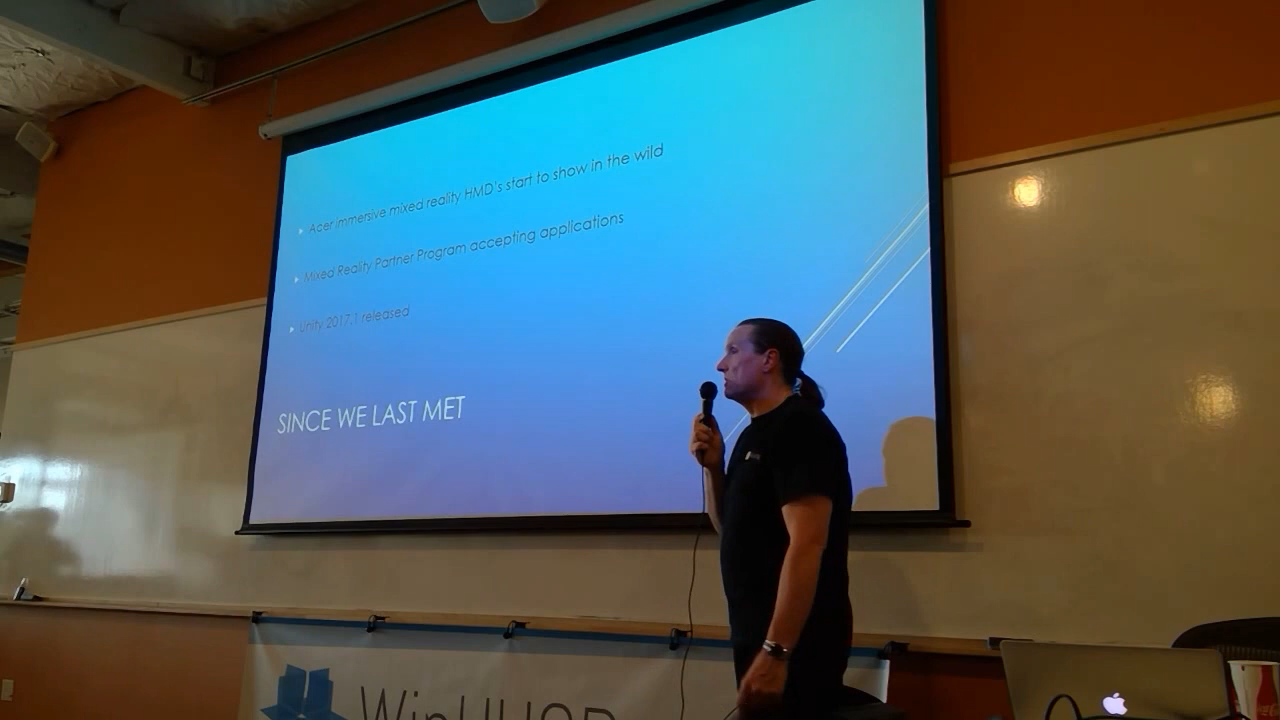 Acer immersive mixed reality HMD's start to show in the wild
Mixed Reality Partner Program accepting applications
Unity 2017.1 released
SINCE WE LAST MET